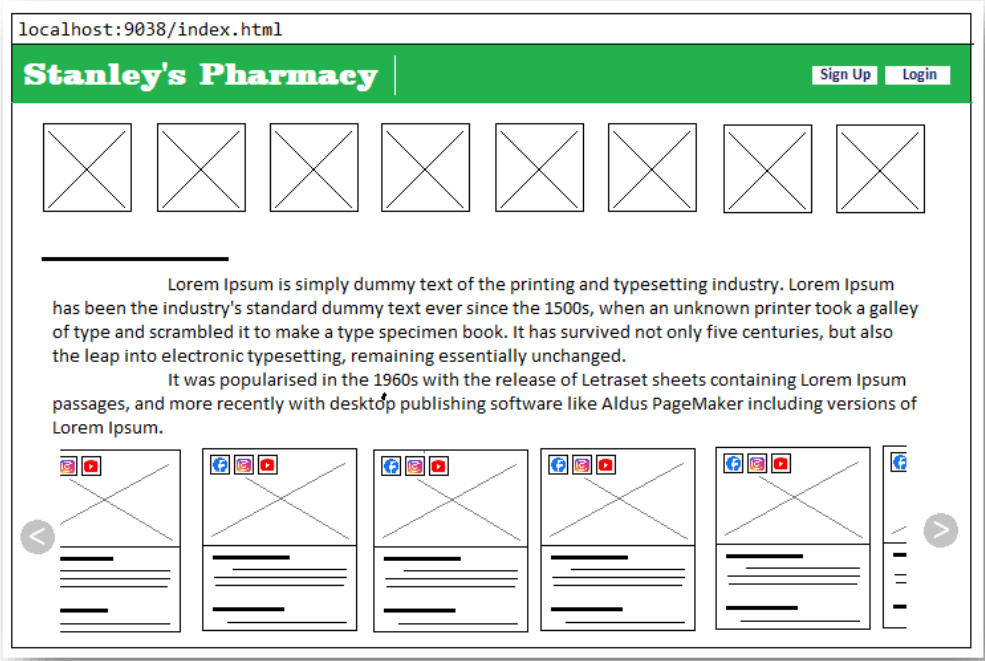 localhost:9038/index.html
Stanley's Pharmacy
Sign Up
Login
Lorem Ipsum is simply dummy text of the printing and typesetting industry. Lorem Ipsum
has been the industry's standard dummy text ever since the 1500s, when an unknown printer took a galley
of type and scrambled it to make a type specimen book. It has survived not only five centuries, but also
the leap into electronic typesetting, remaining essentially unchanged.
It was popularised in the 1960s with the release of Letraset sheets containing Lorem Ipsum
passages, and more recently with desktop publishing software like Aldus PageMaker including versions of
Lorem Ipsum.
<
>